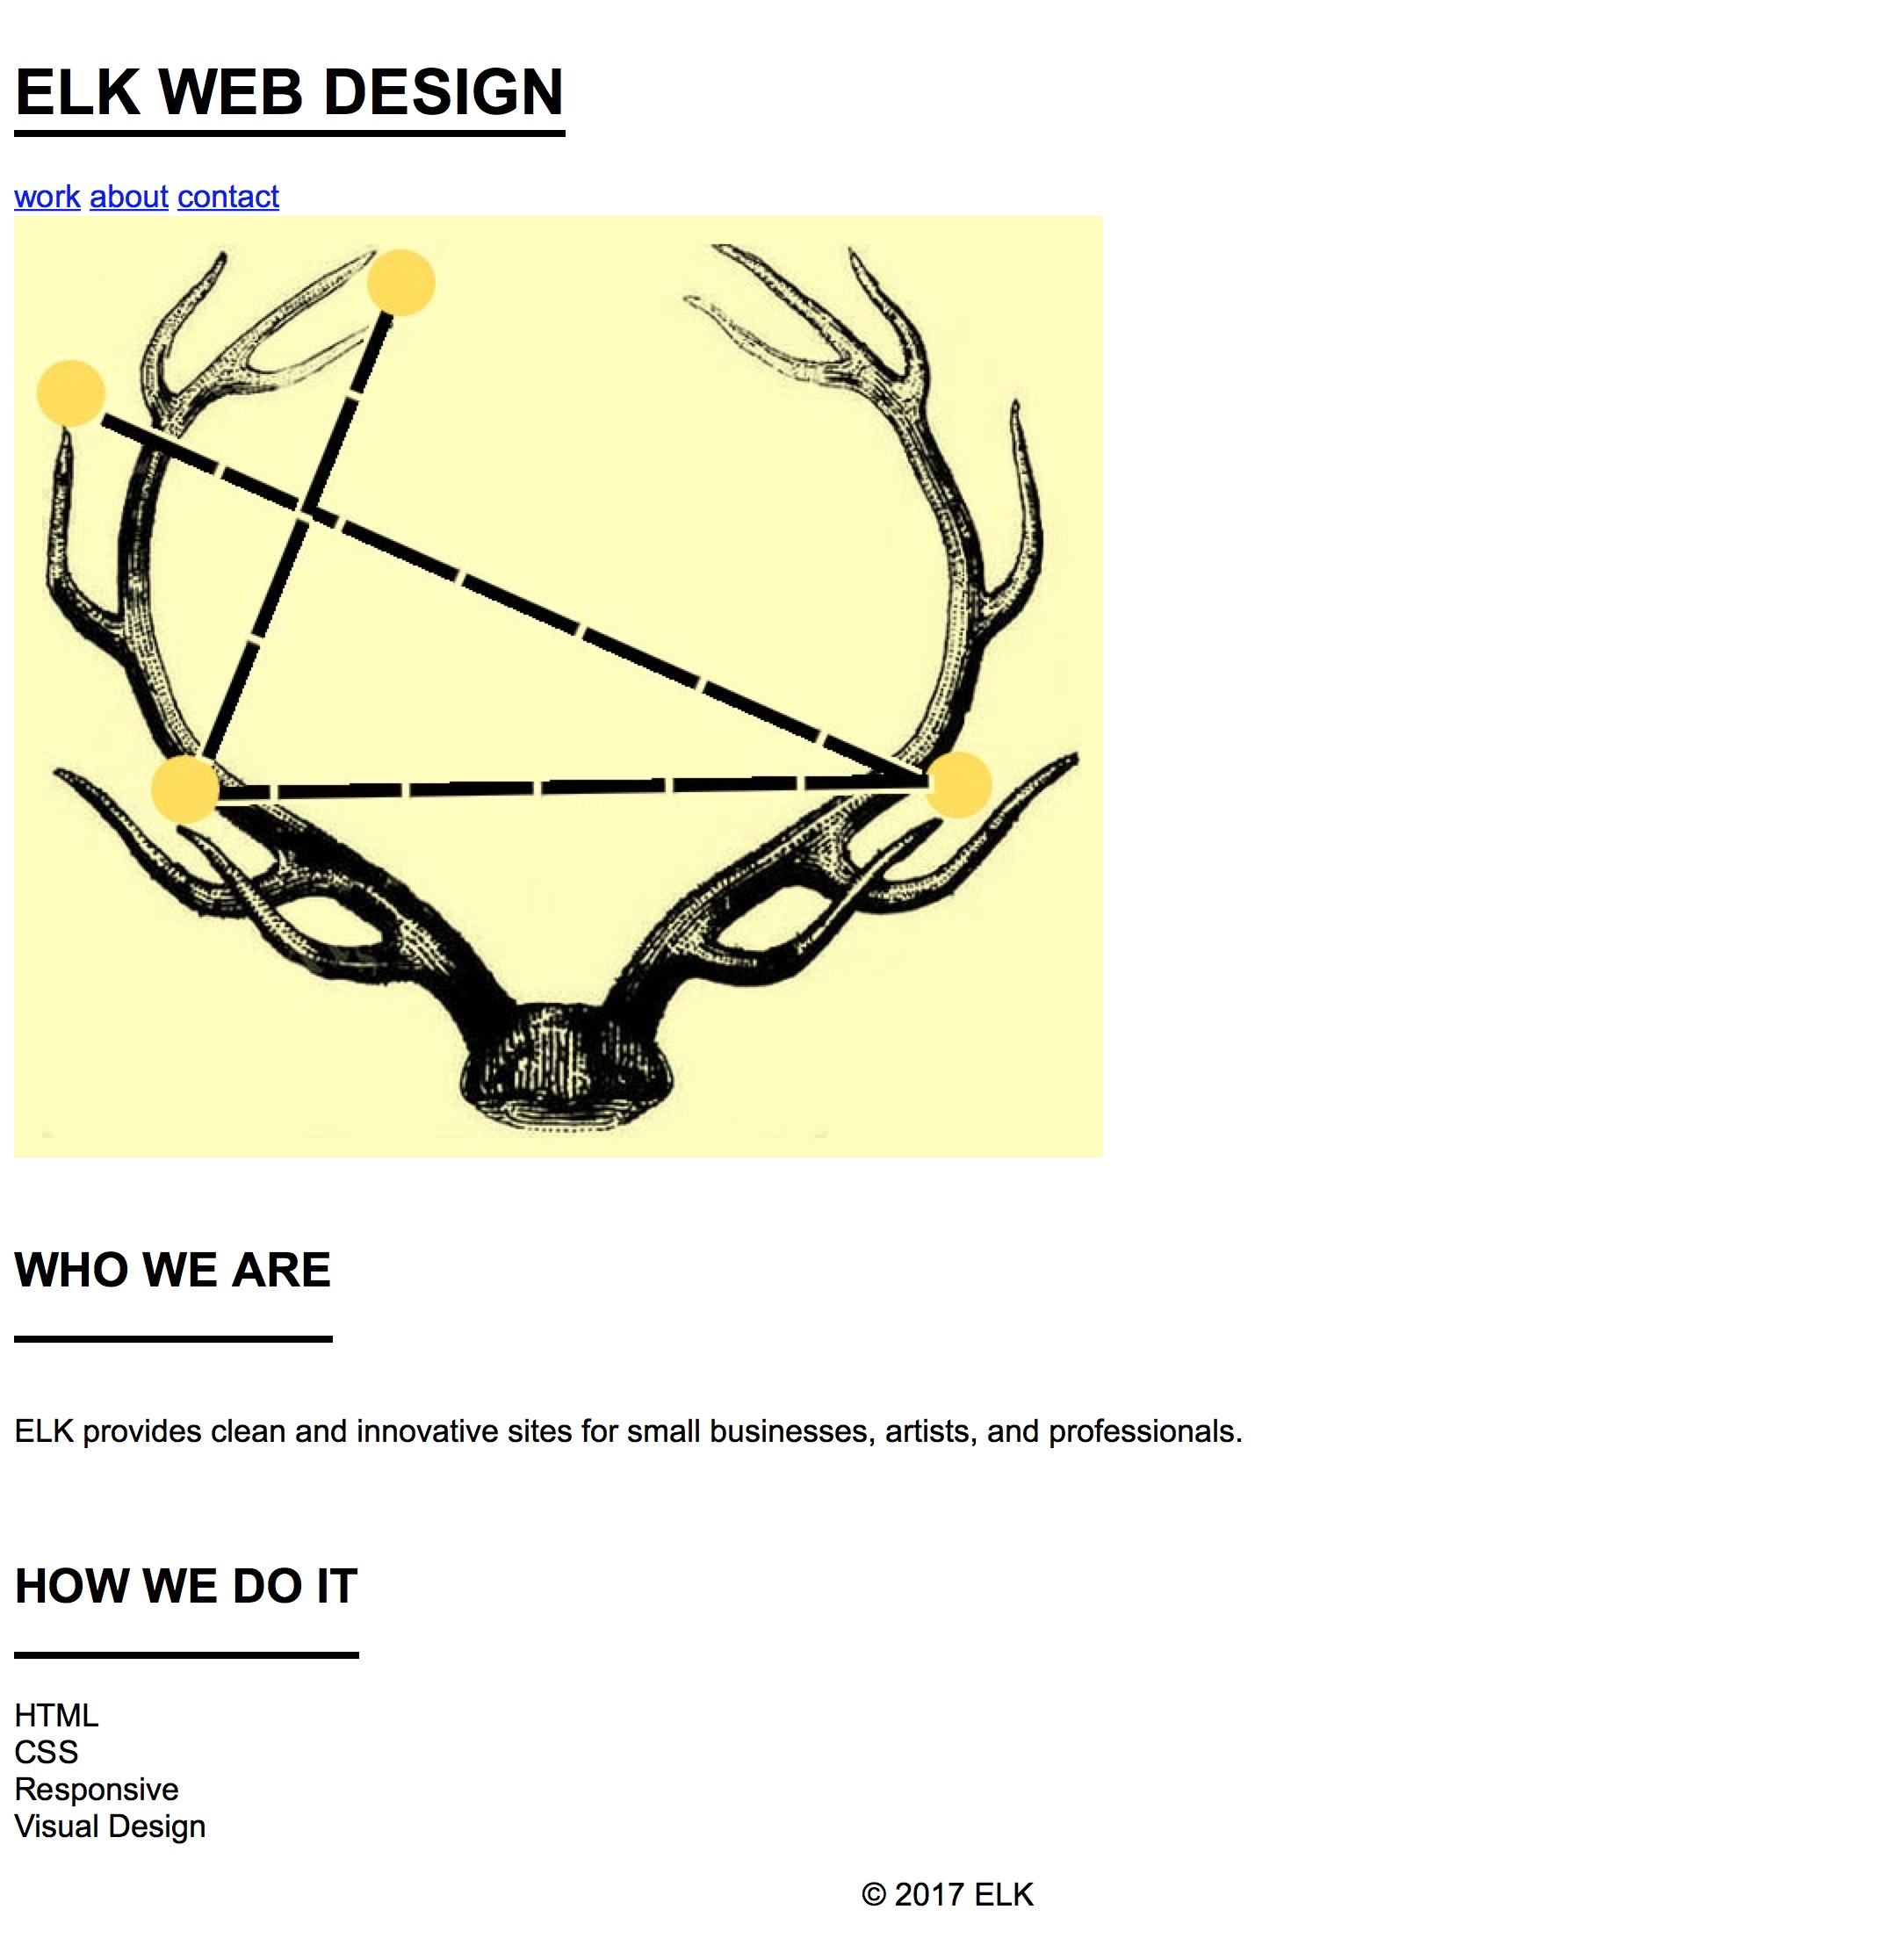 ELK WEB DESIGN
work about contact
WHO WE ARE
ELK provides clean and innovative sites for small businesses, artists, and professionals.
HOW WE DO IT
HTML
CSS
Responsive
Visual Design
© 2017 ELK